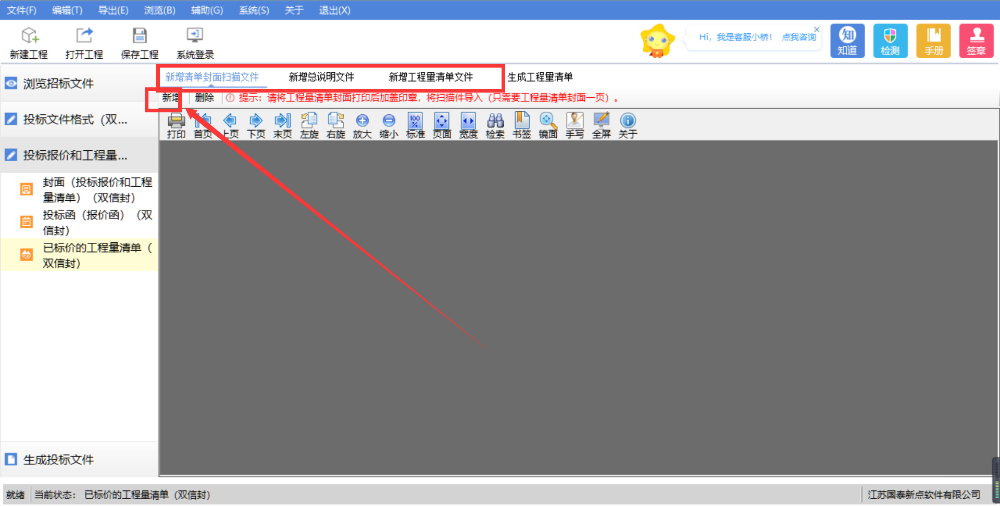 文件(F) 编辑(T) 导出(E) 浏览(B) 辅助(G) 系统(S) 关于 退出(X)
新建工程 打开工程 保存工程 系统登录
Hi，我是客服小桥！ 点我咨询
知 知道 检测 手册 签章
浏览招标文件
投标文件格式（双...
投标报价和工程量...
封面（投标报价和工程
量清单）（双信封）
投标函（报价函）（双
信封）
已标价的工程量清单（
双信封）
生成投标文件
新增清单封面扫描文件 新增总说明文件 新增工程量清单文件 生成工程量清单
新增 删除 提示：请将工程量清单封面打印后加盖印章，将扫描件导入（只需要工程量清单封面一页）。
100
%
打印 首页 上页 下页 末页 左旋 右旋 放大 缩小 标准 页面 宽度 检索 书签 镜面 手写 全屏 关于
就绪 当前状态： 已标价的工程量清单（双信封） 江苏国泰新点软件有限公司